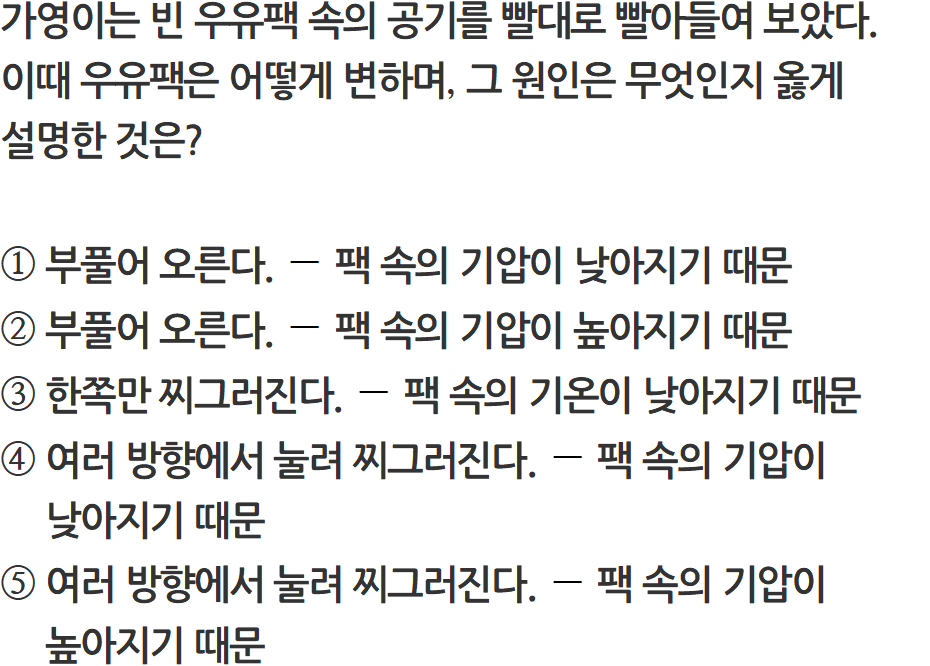 가영이는 빈 우유팩 속의 공기를 빨대로 빨아들여 보았다.
이때 우유팩은 어떻게 변하며, 그 원인은 무엇인지 옳게
설명한 것은?
① 부풀어 오른다. － 팩 속의 기압이 낮아지기 때문
② 부풀어 오른다. － 팩 속의 기압이 높아지기 때문
③ 한쪽만 찌그러진다. － 팩 속의 기온이 낮아지기 때문
④ 여러 방향에서 눌려 찌그러진다. － 팩 속의 기압이
낮아지기 때문
⑤ 여러 방향에서 눌려 찌그러진다. － 팩 속의 기압이
높아지기 때문